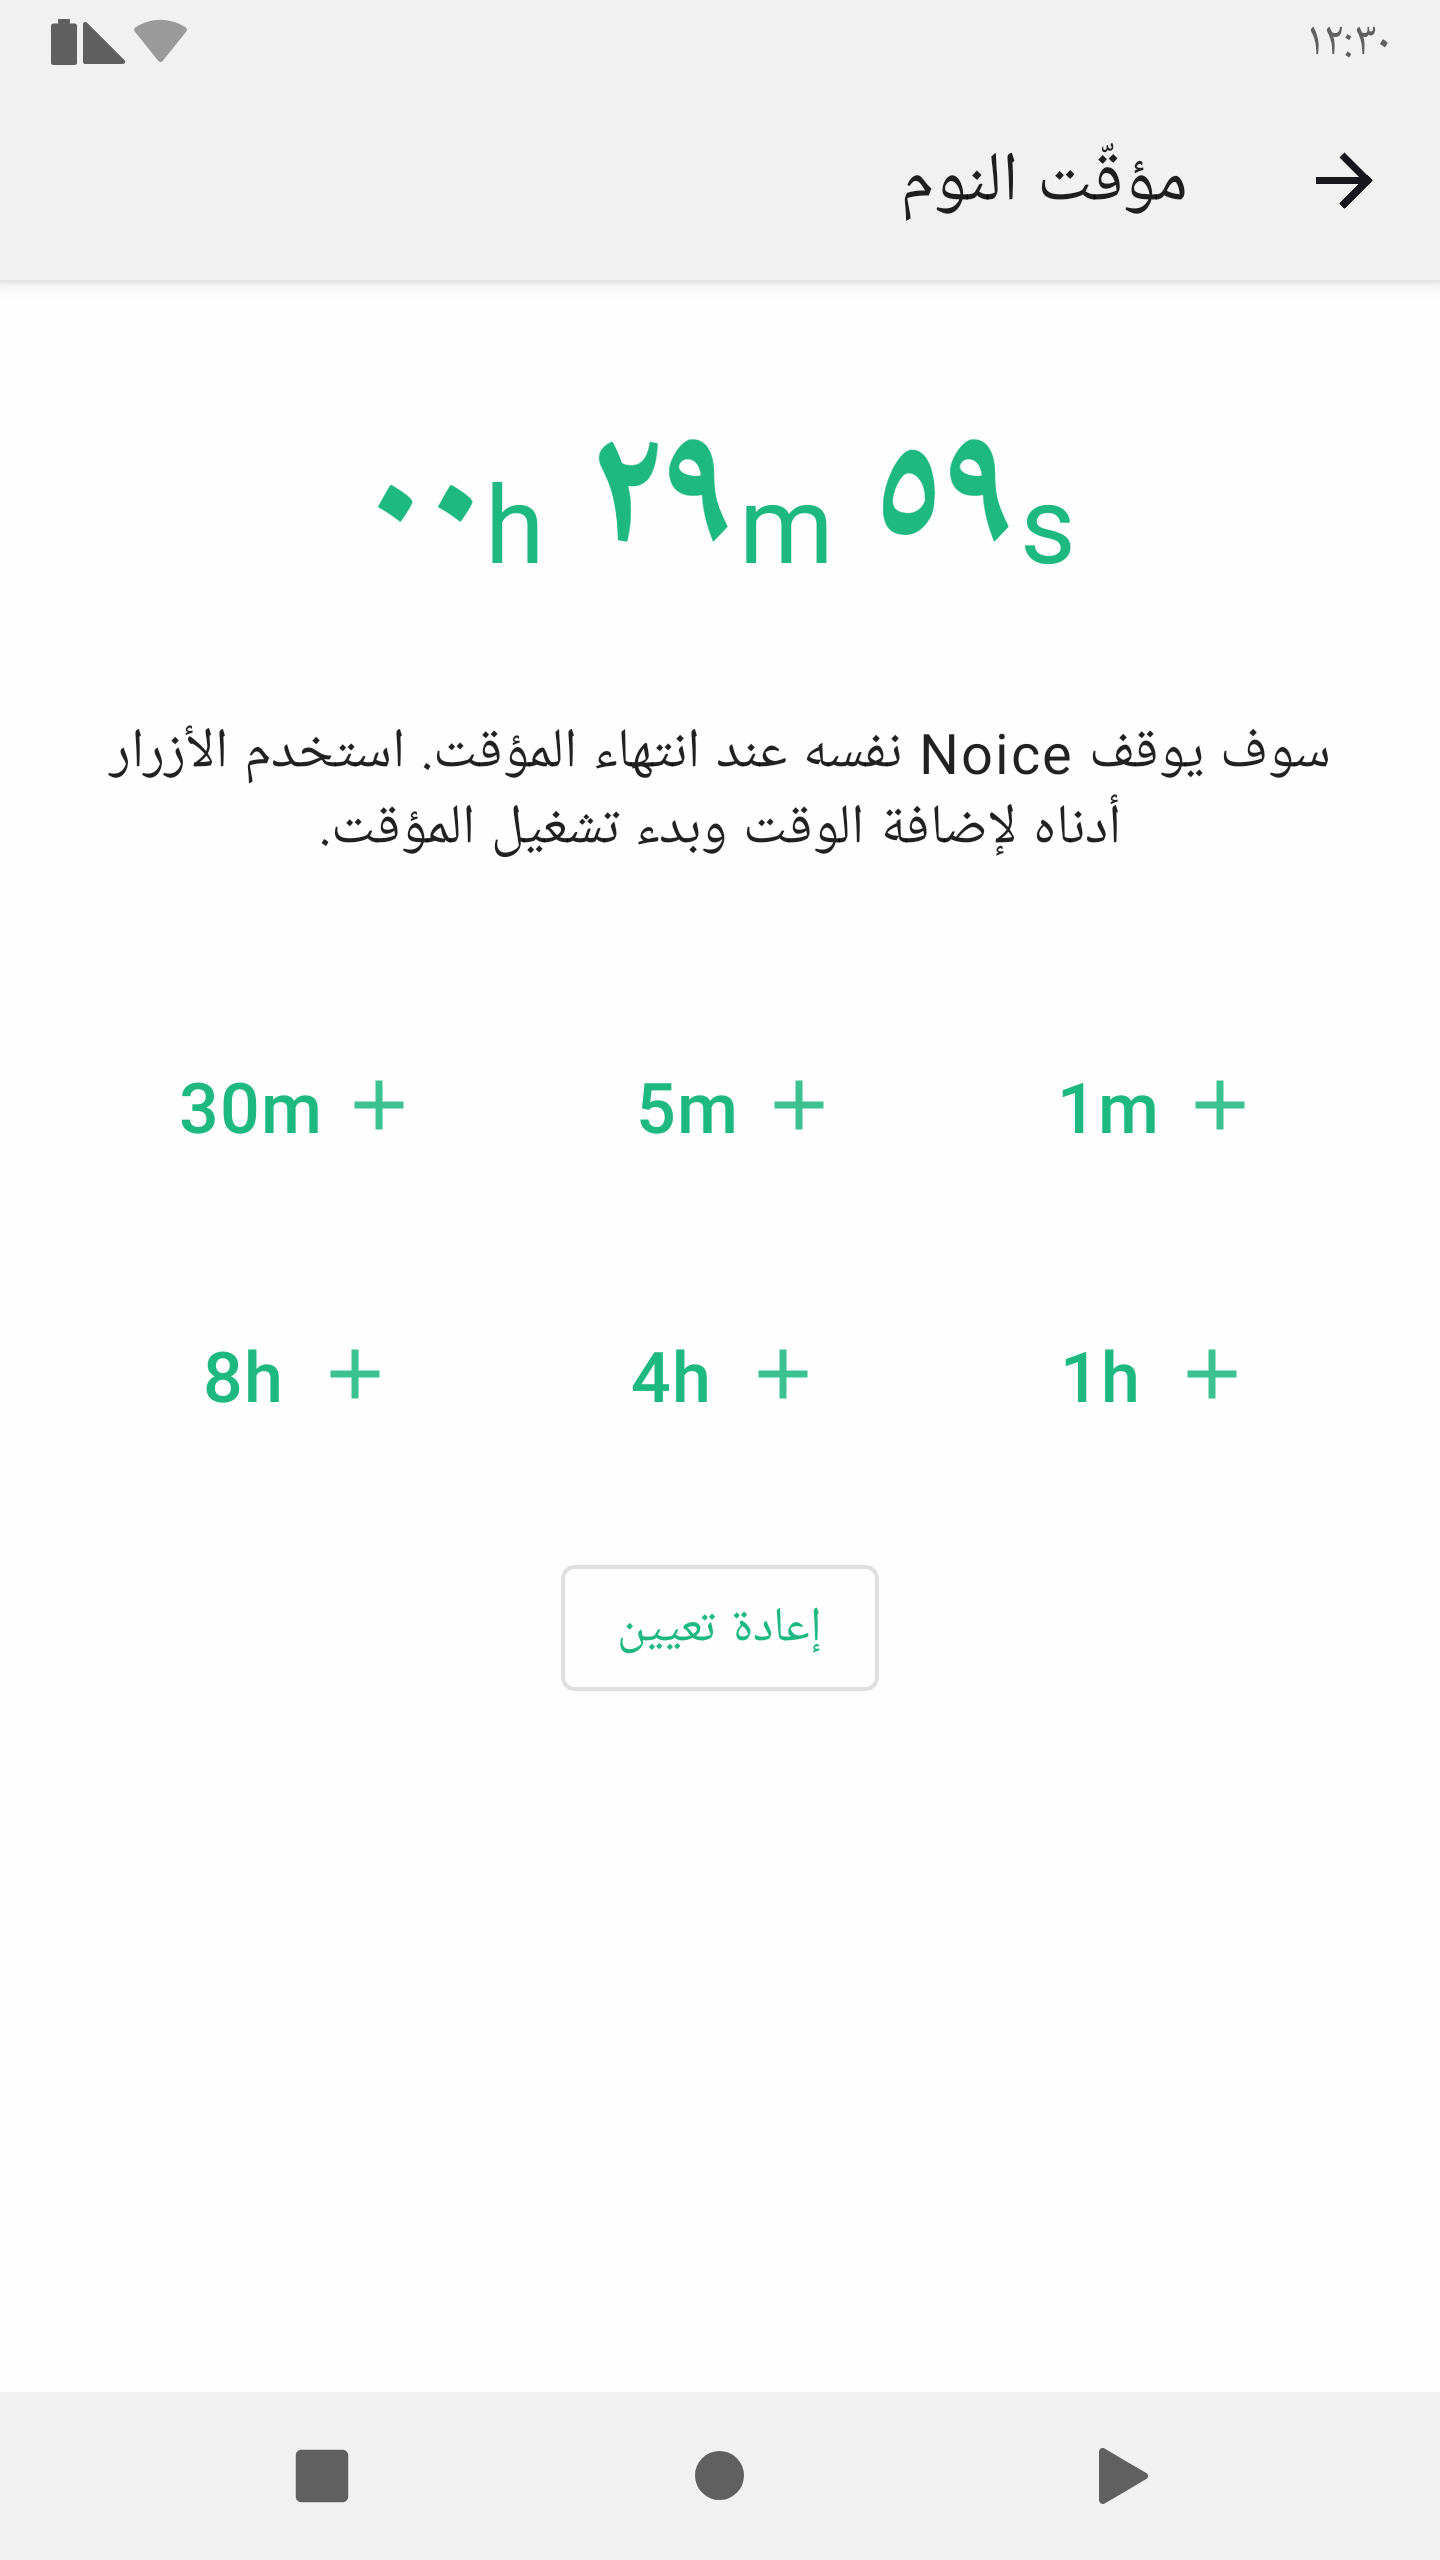 ١٢:٣٠
مؤقّت النوم
٠٠h ٢٩m ٥٩s
سوف يوقف Noice نفسه عند انتهاء المؤقت. استخدم الأزرار
أدناه لإضافة الوقت وبدء تشغيل المؤقت.
+ 1m + 5m + 30m
+ 1h + 4h + 8h
إعادة تعيين